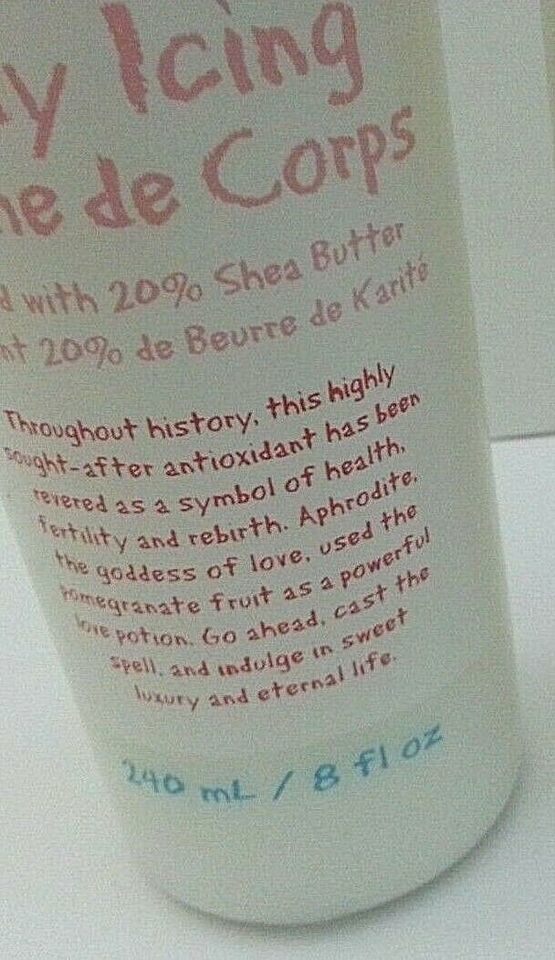 y Icing
de Corps
with 20% Shea Butter
20% de Beurre de Karité
Throughout history, this highly
sought-after antioxidant has been
revered as a symbol of health,
fertility and rebirth. Aphrodite,
the goddess of love, used the
pomegranate fruit as a powerful
love potion. Go ahead, cast the
spell, and indulge in sweet
luxury and eternal life.
240 mL / 8 fl oz